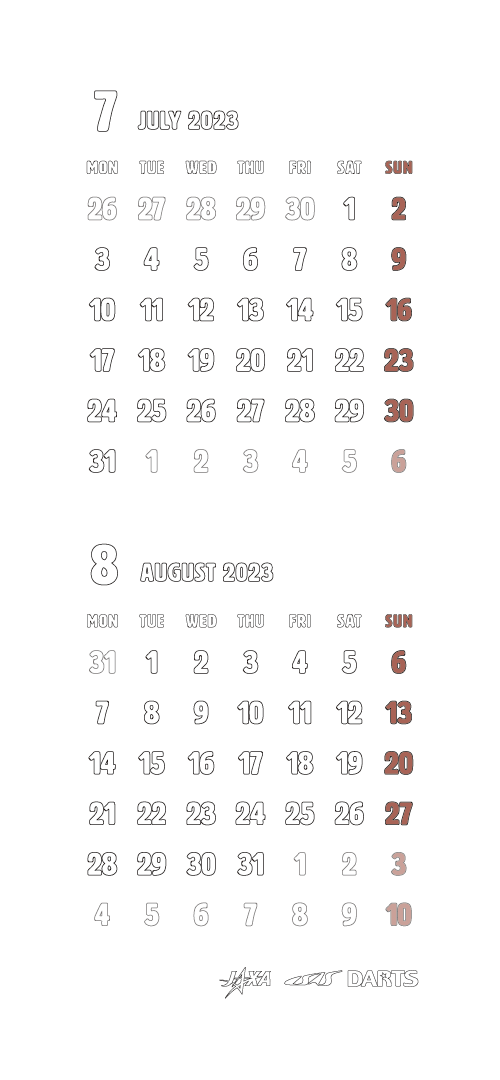 7 JULY 2023
MON TUE WED THU FRI SAT SUN
26 27 28 29 30 1 2
3 4 5 6 7 8 9
10 11 12 13 14 15 16
17 18 19 20 21 22 23
24 25 26 27 28 29 30
31 1 2 3 4 5 6
8 AUGUST 2023
MON TUE WED THU FRI SAT SUN
31 1 2 3 4 5 6
7 8 9 10 11 12 13
14 15 16 17 18 19 20
21 22 23 24 25 26 27
28 29 30 31 1 2 3
4 5 6 7 8 9 10
JAXA ISAS DARTS